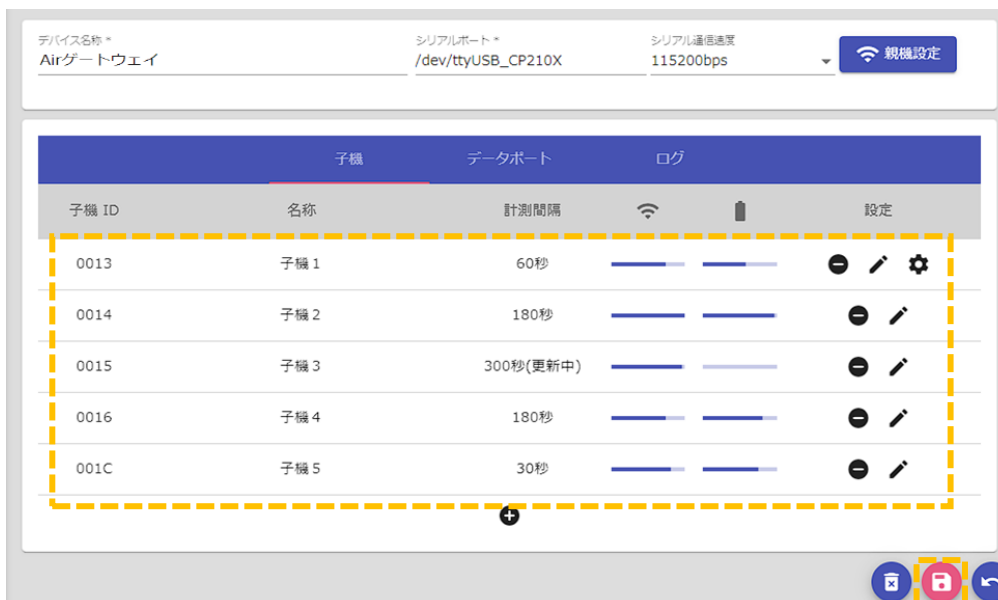 デバイス名称 * シリアルポート * シリアル通信速度
Airゲートウェイ /dev/ttyUSB_CP210X 115200bps 親機設定
子機 データポート ログ
子機 ID 名称 計測間隔 設定
0013 子機1 60秒
0014 子機2 180秒
0015 子機3 300秒(更新中)
0016 子機4 180秒
001C 子機5 30秒